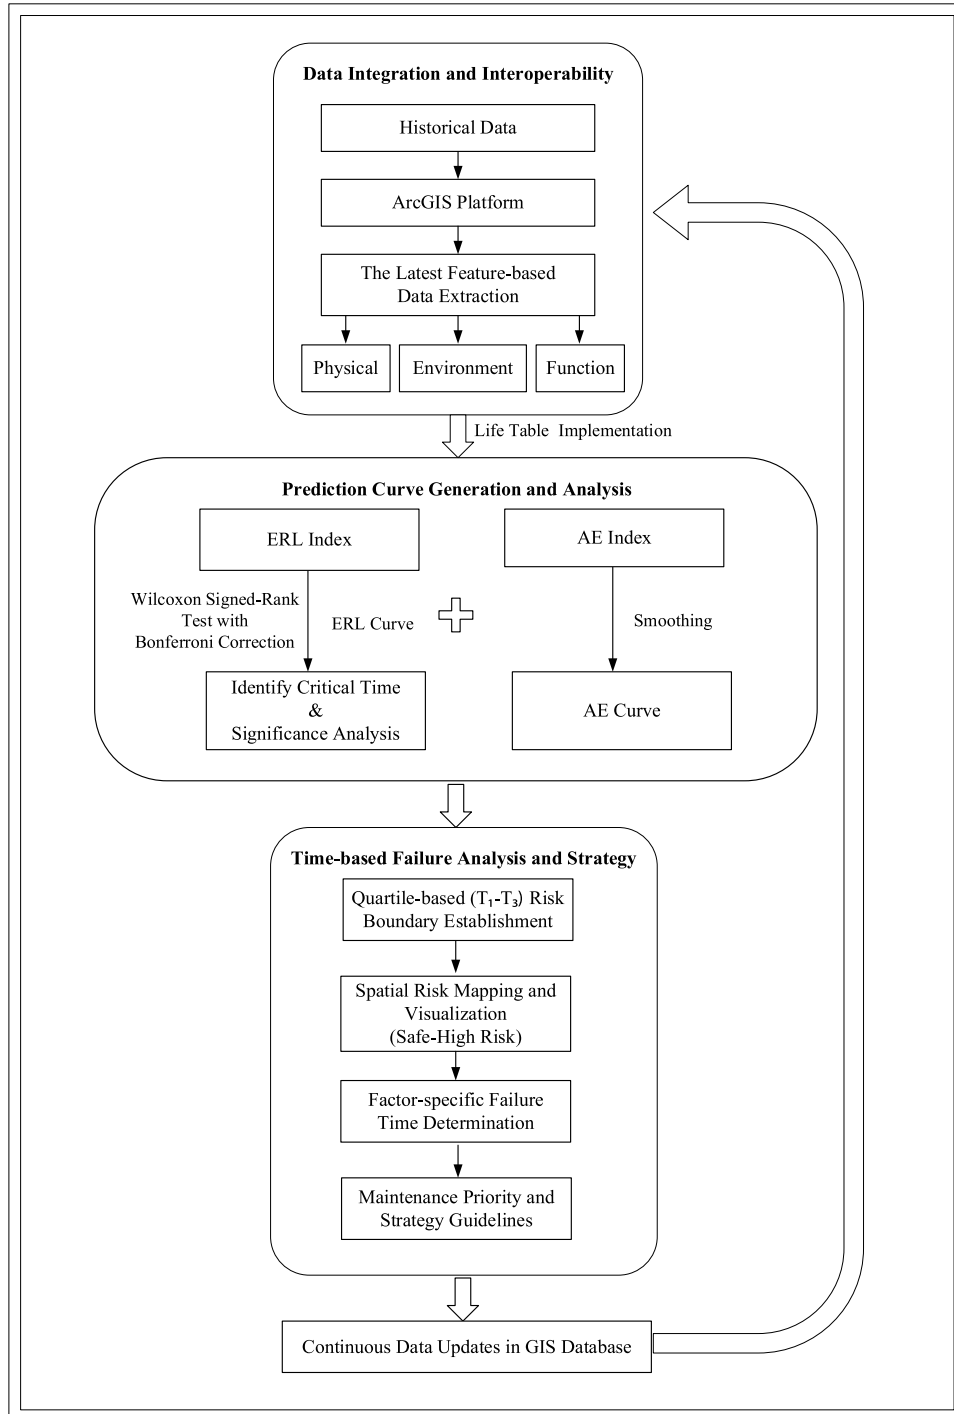 Data Integration and Interoperability
Historical Data
ArcGIS Platform
The Latest Feature-based
Data Extraction
Physical
Environment
Function
Life Table Implementation
Prediction Curve Generation and Analysis
ERL Index
AE Index
Wilcoxon Signed-Rank
Test with
Bonferroni Correction
ERL Curve
Smoothing
Identify Critical Time
&
Significance Analysis
AE Curve
Time-based Failure Analysis and Strategy
Quartile-based (T₁-T₃) Risk
Boundary Establishment
Spatial Risk Mapping and
Visualization
(Safe-High Risk)
Factor-specific Failure
Time Determination
Maintenance Priority and
Strategy Guidelines
Continuous Data Updates in GIS Database